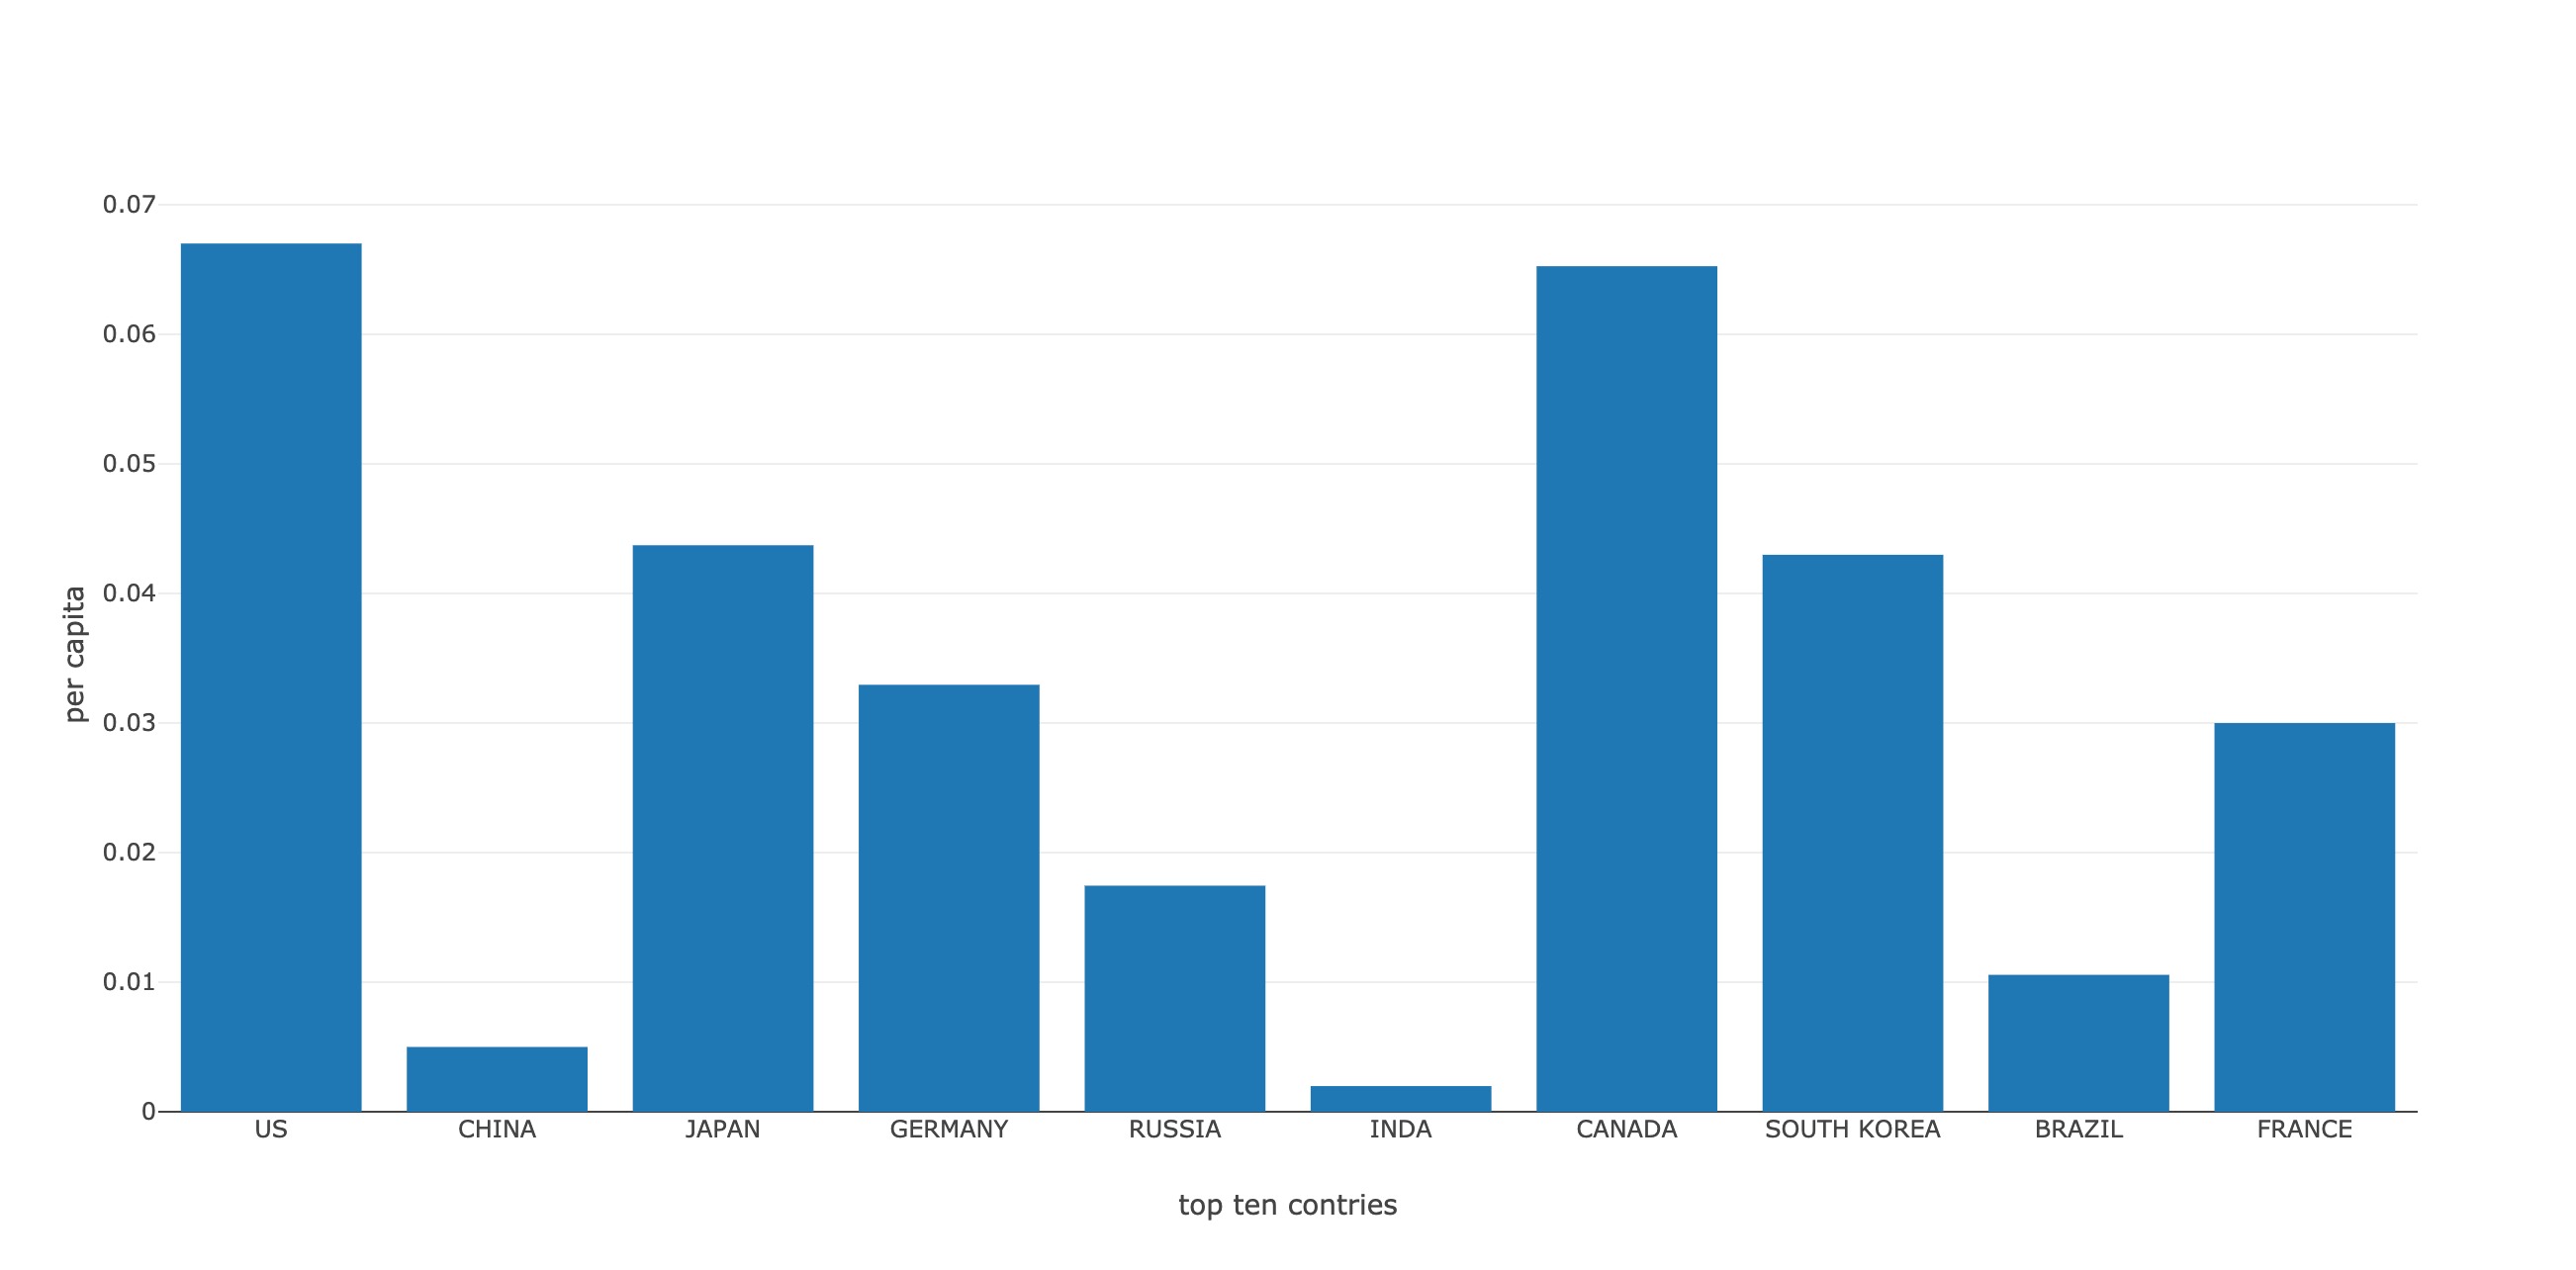 0.07
0.06
0.05
0.04
0.03
0.02
0.01
0
per capita
US CHINA JAPAN GERMANY RUSSIA INDA CANADA SOUTH KOREA BRAZIL FRANCE
top ten contries